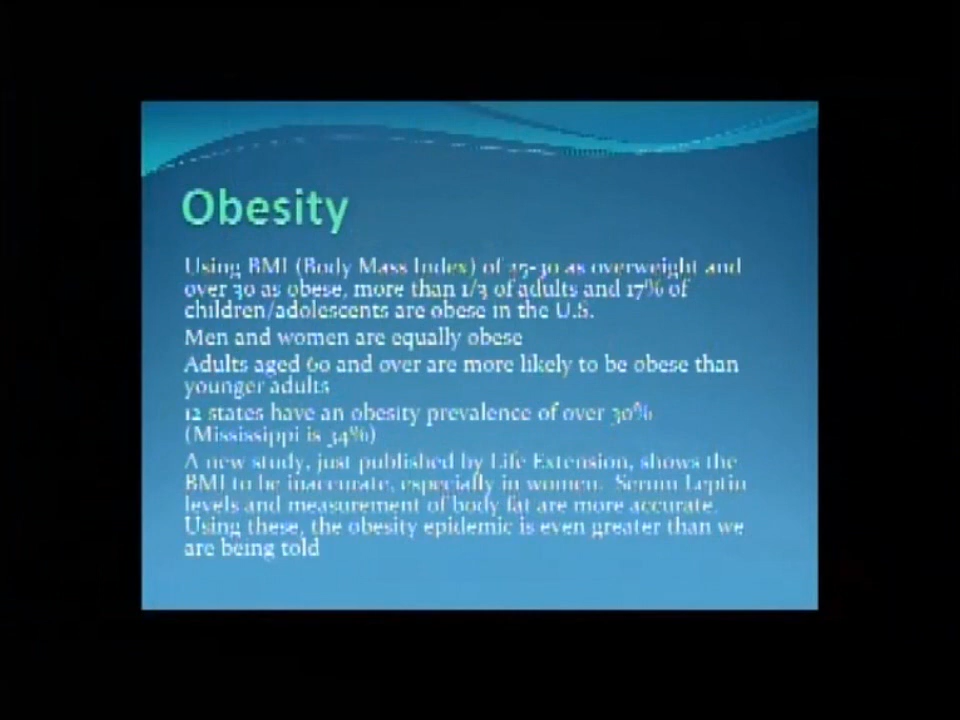 Obesity
Using BMI (Body Mass Index) of 25-30 as overweight and
over 30 as obese, more than 1/3 of adults and 17% of
children/adolescents are obese in the U.S.
Men and women are equally obese
Adults aged 60 and over are more likely to be obese than
younger adults
12 states have an obesity prevalence of over 30%
(Mississippi is 34%)
A new study, just published by Life Extension, shows the
BMI to be inaccurate, especially in women. Serum Leptin
levels and measurement of body fat are more accurate.
Using these, the obesity epidemic is even greater than we
are being told